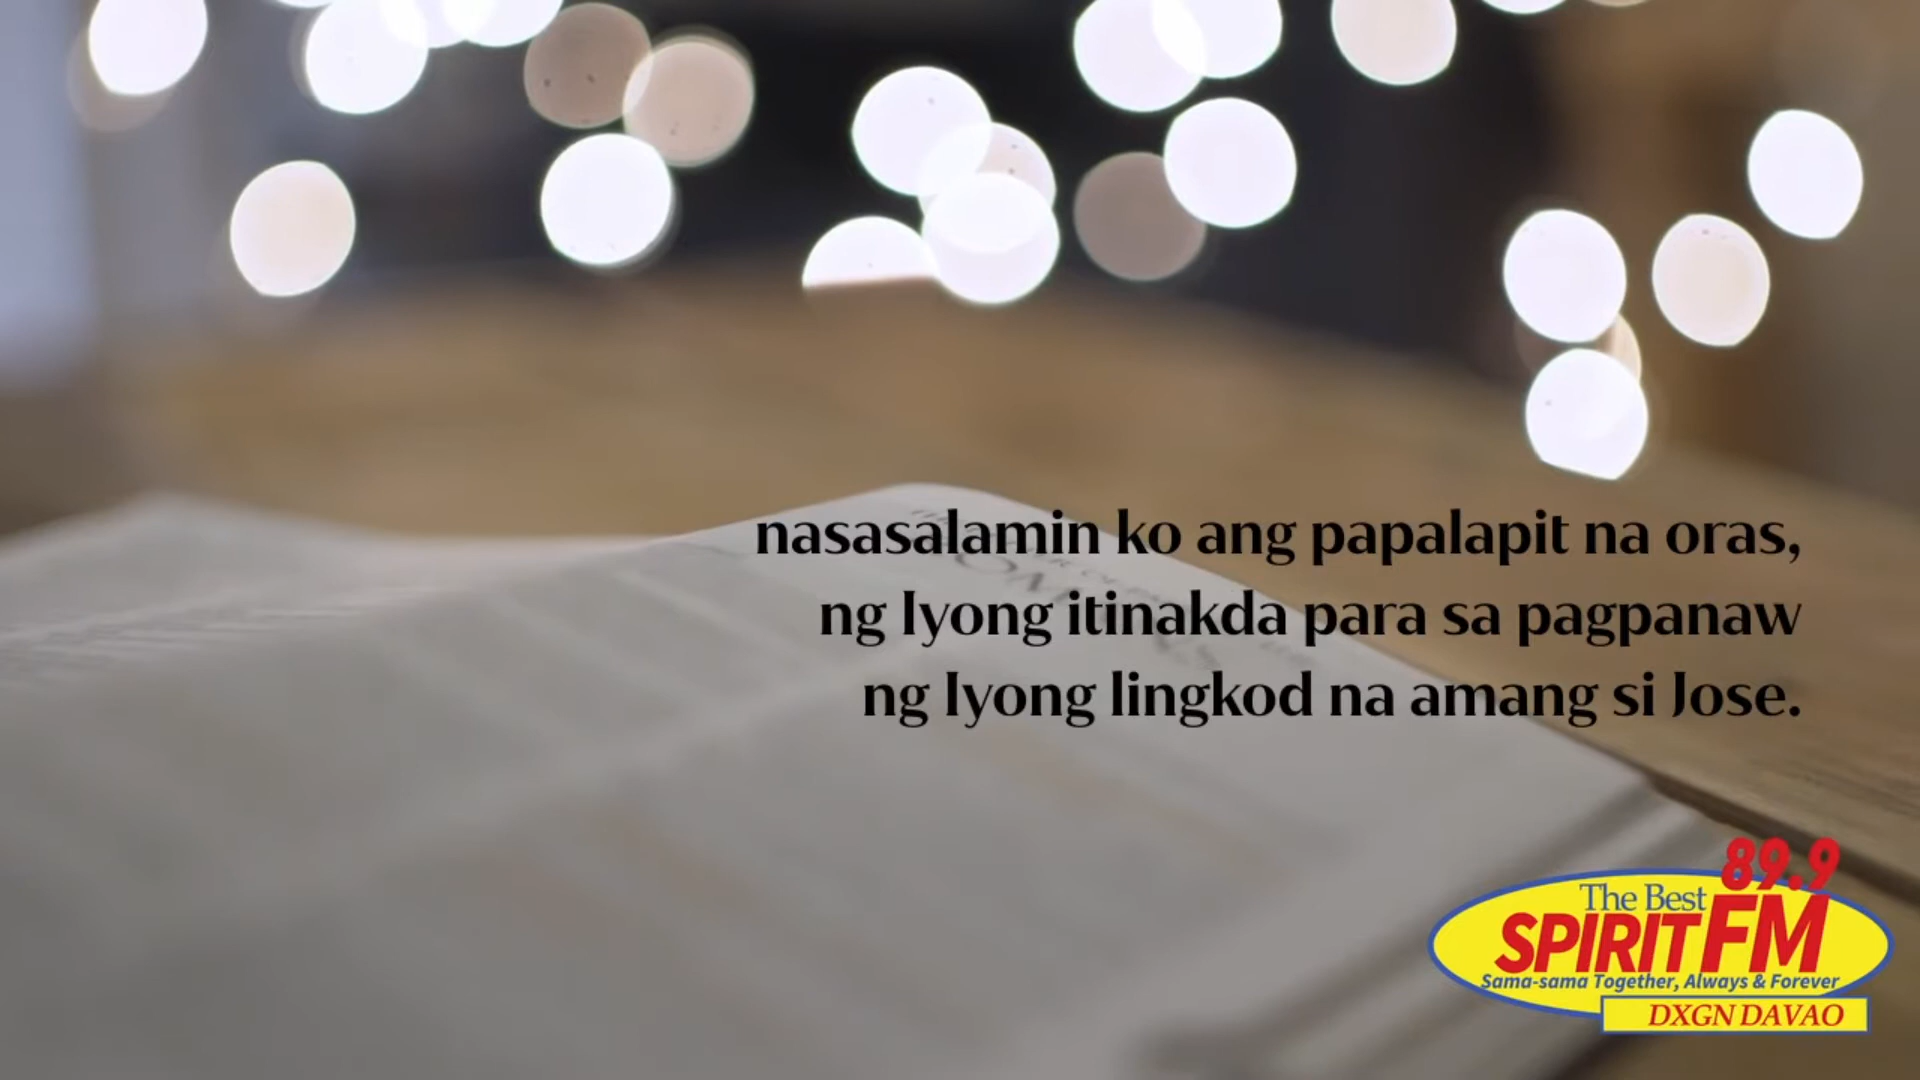 nasasalamin ko ang papalapit na oras,
ng Iyong itinakda para sa pagpanaw
ng Iyong lingkod na amang si Jose.
89.9
The Best
SPIRIT FM
Sama-sama Together, Always & Forever
DXGN DAVAO